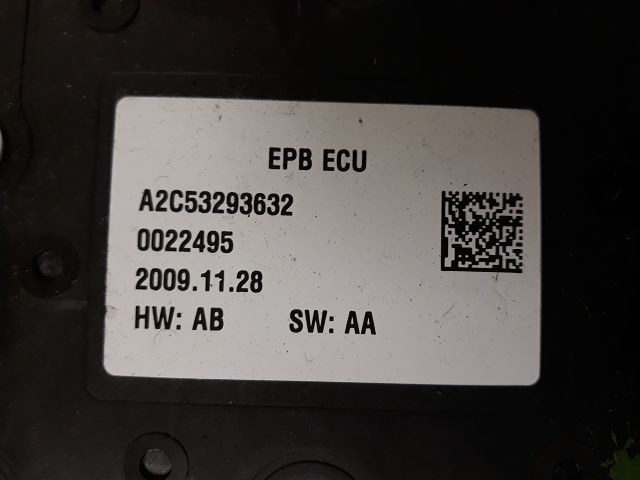 EPB ECU
A2C53293632
0022495
2009.11.28
HW: AB SW: AA